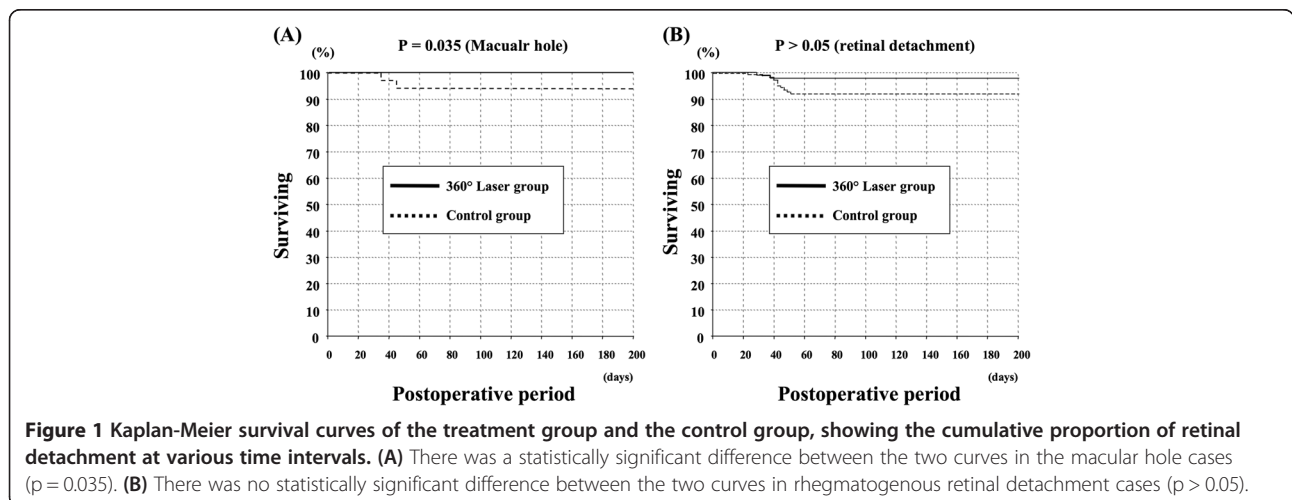 (A)
P = 0.035 (Macualr hole)
(%)
100
90
80
70
60
50
40
30
20
10
0
Surviving
360° Laser group
Control group
0 20 40 60 80 100 120 140 160 180 200
(days)
Postoperative period
(B)
P > 0.05 (retinal detachment)
(%)
100
90
80
70
60
50
40
30
20
10
0
Surviving
360° Laser group
Control group
0 20 40 60 80 100 120 140 160 180 200
(days)
Postoperative period
Figure 1 Kaplan-Meier survival curves of the treatment group and the control group, showing the cumulative proportion of retinal
detachment at various time intervals. (A) There was a statistically significant difference between the two curves in the macular hole cases
(p = 0.035). (B) There was no statistically significant difference between the two curves in rhegmatogenous retinal detachment cases (p > 0.05).